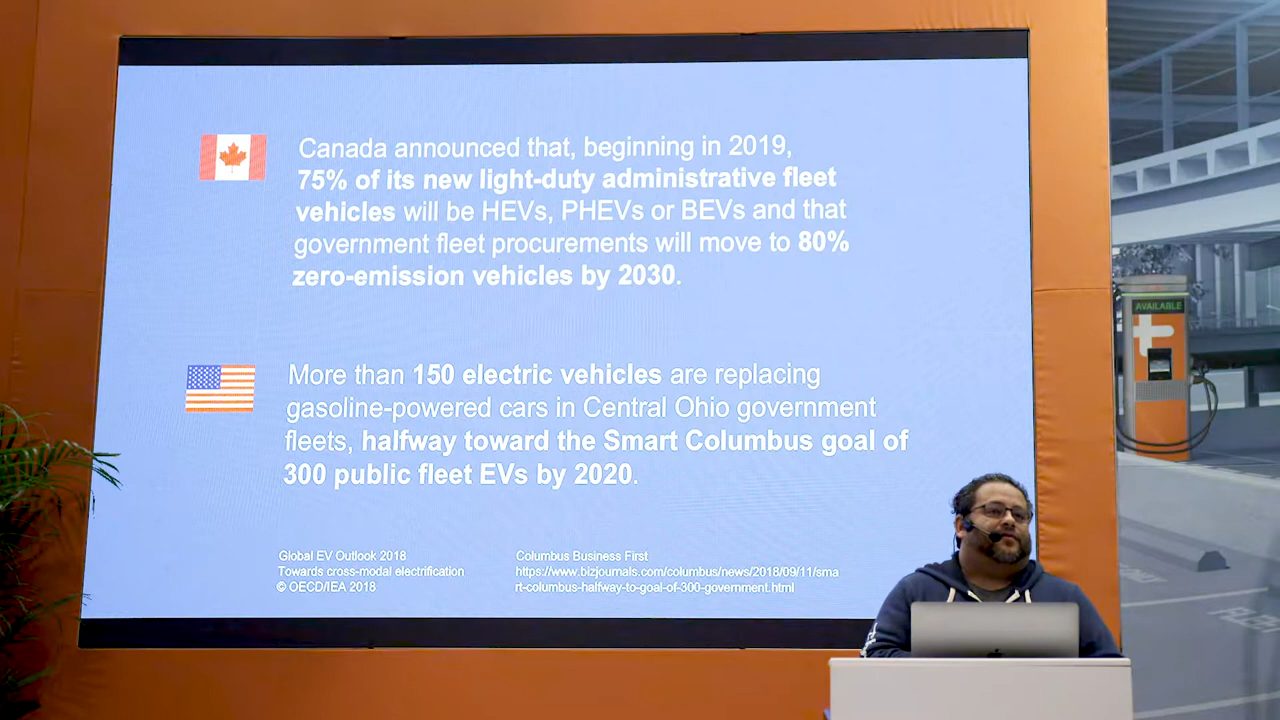 Canada announced that, beginning in 2019,
75% of its new light-duty administrative fleet
vehicles will be HEVs, PHEVs or BEVs and that
government fleet procurements will move to 80%
zero-emission vehicles by 2030.
More than 150 electric vehicles are replacing
gasoline-powered cars in Central Ohio government
fleets, halfway toward the Smart Columbus goal of
300 public fleet EVs by 2020.
Global EV Outlook 2018
Towards cross-modal electrification
© OECD/IEA 2018
Columbus Business First
https://www.bizjournals.com/columbus/news/2018/09/11/sma
rt-columbus-halfway-to-goal-of-300-government.html
AVAILABLE